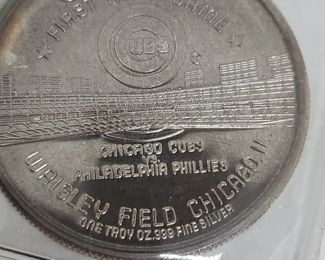 ★ FIRST NIGHT GAME ★
CUBS
CHICAGO CUBS
VS.
PHILADELPHIA PHILLIES
WRIGLEY FIELD CHICAGO, IL
ONE TROY OZ .999 FINE SILVER